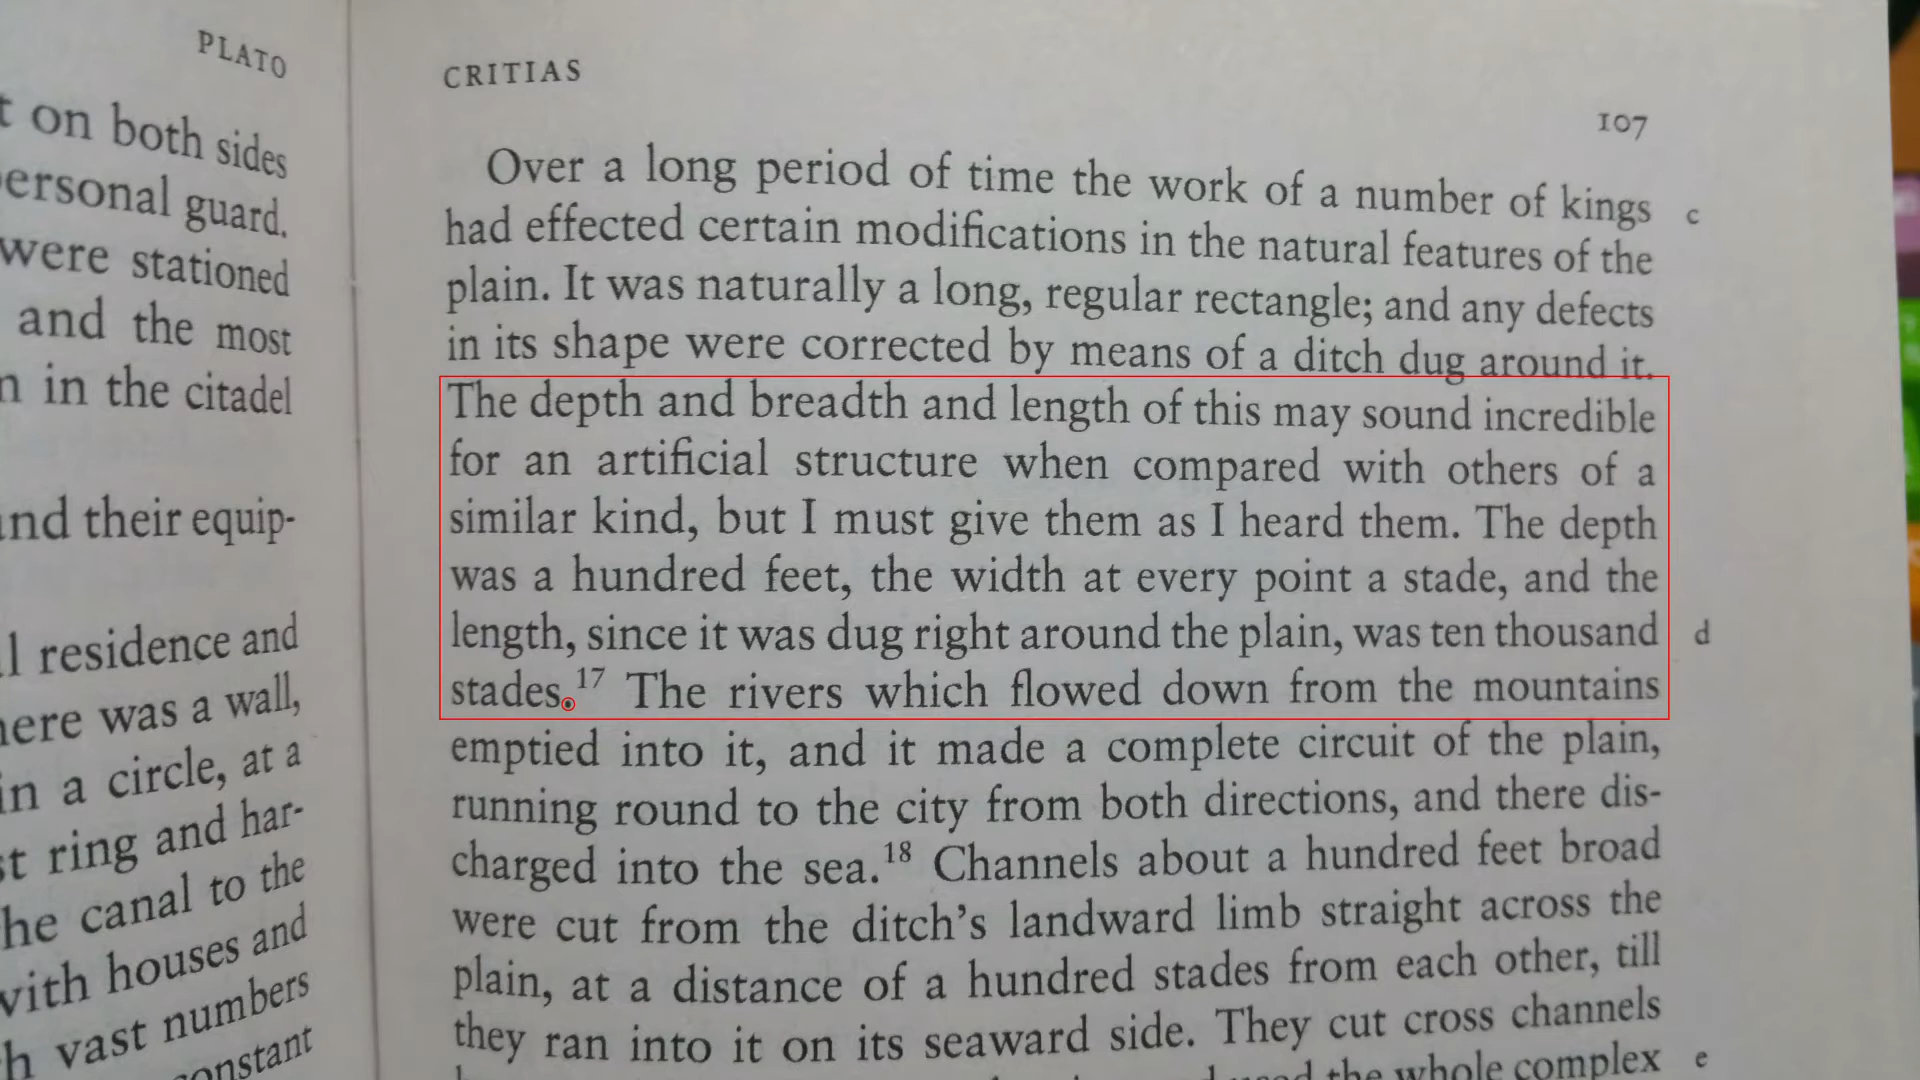 PLATO
t on both sides
ersonal guard.
were stationed
and the most
n in the citadel
nd their equip-
l residence and
ere was a wall,
in a circle, at a
t ring and har-
he canal to the
with houses and
h vast numbers
onstant
CRITIAS
107
Over a long period of time the work of a number of kings c
had effected certain modifications in the natural features of the
plain. It was naturally a long, regular rectangle; and any defects
in its shape were corrected by means of a ditch dug around it.
The depth and breadth and length of this may sound incredible
for an artificial structure when compared with others of a
similar kind, but I must give them as I heard them. The depth
was a hundred feet, the width at every point a stade, and the
length, since it was dug right around the plain, was ten thousand d
stades.17 The rivers which flowed down from the mountains
emptied into it, and it made a complete circuit of the plain,
running round to the city from both directions, and there dis-
charged into the sea.18 Channels about a hundred feet broad
were cut from the ditch's landward limb straight across the
plain, at a distance of a hundred stades from each other, till
they ran into it on its seaward side. They cut cross channels
the whole complex e